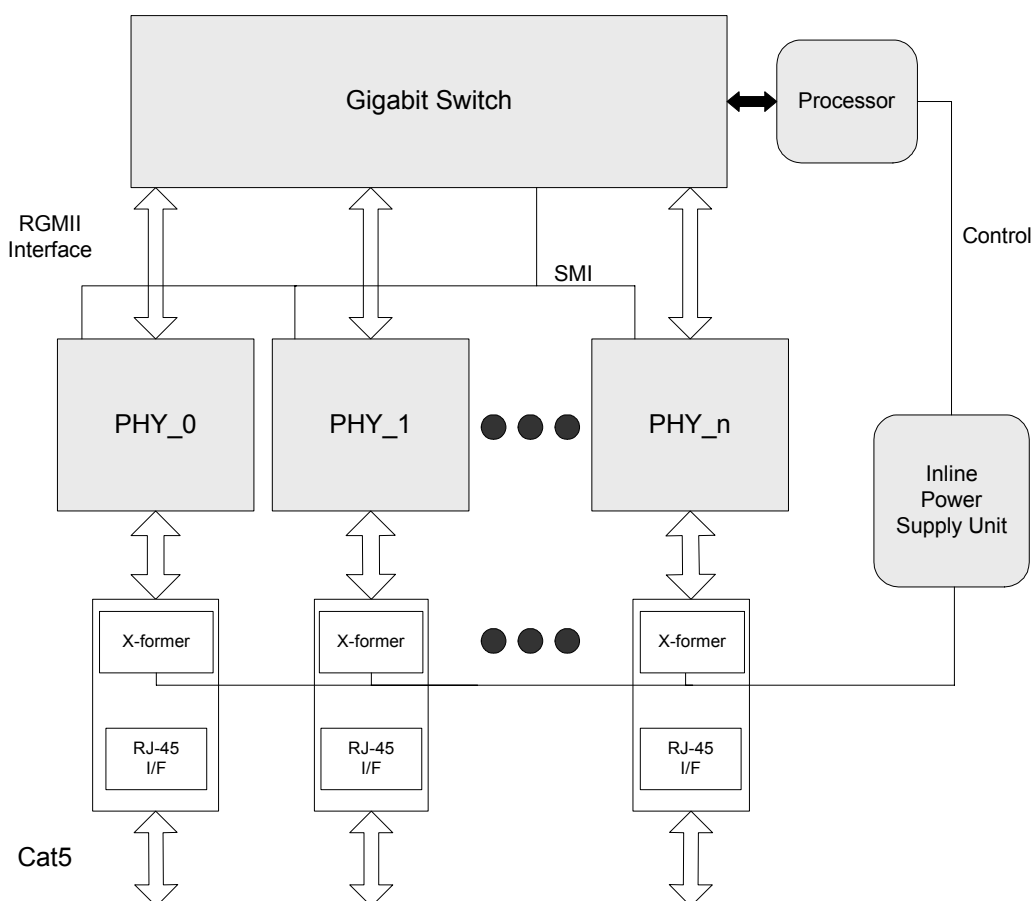 Gigabit Switch
Processor
RGMII
Interface
Control
SMI
PHY_0
PHY_1
PHY_n
Inline
Power
Supply Unit
X-former
X-former
X-former
RJ-45
I/F
RJ-45
I/F
RJ-45
I/F
Cat5